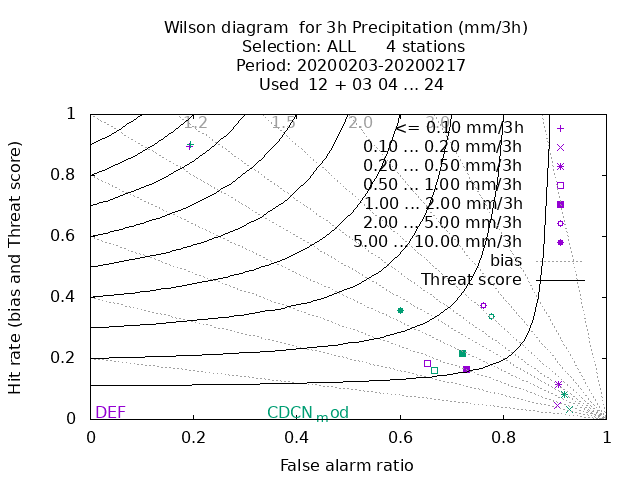 Wilson diagram  for 3h Precipitation (mm/3h)
Selection: ALL      4 stations
Period: 20200203-20200217
Used  12 + 03 04 ... 24
1.2 1.5 2.0
<= 0.10 mm/3h
0.10 ... 0.20 mm/3h
0.20 ... 0.50 mm/3h
0.50 ... 1.00 mm/3h
1.00 ... 2.00 mm/3h
2.00 ... 5.00 mm/3h
5.00 ... 10.00 mm/3h
bias
Threat score
Hit rate (bias and Threat score)
1
0.8
0.6
0.4
0.2
0
DEF CDCN_mod
0 0.2 0.4 0.6 0.8 1
False alarm ratio